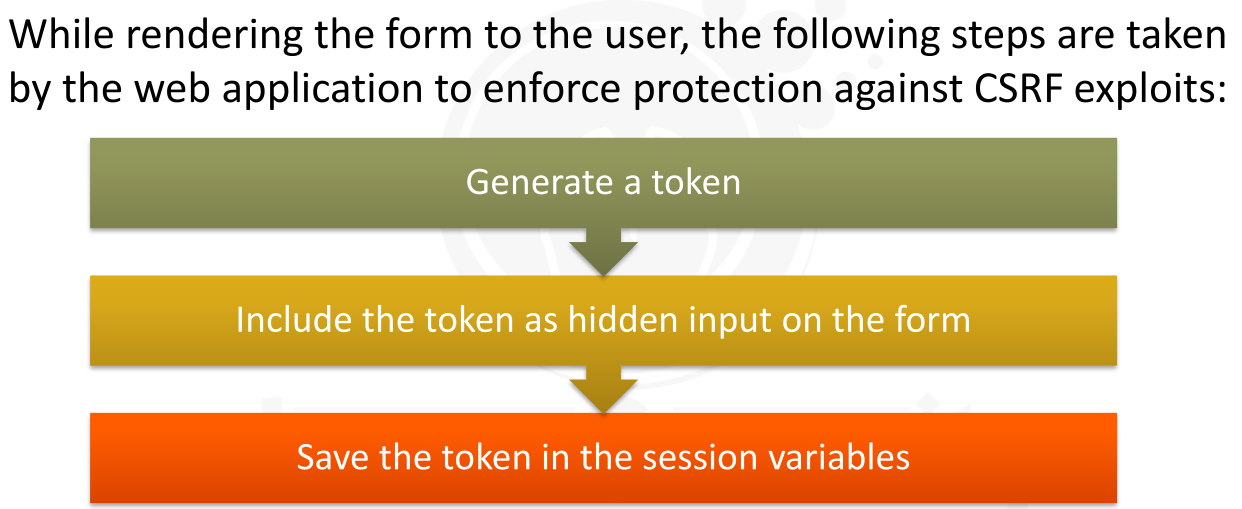 While rendering the form to the user, the following steps are taken
by the web application to enforce protection against CSRF exploits:
Generate a token
Include the token as hidden input on the form
Save the token in the session variables